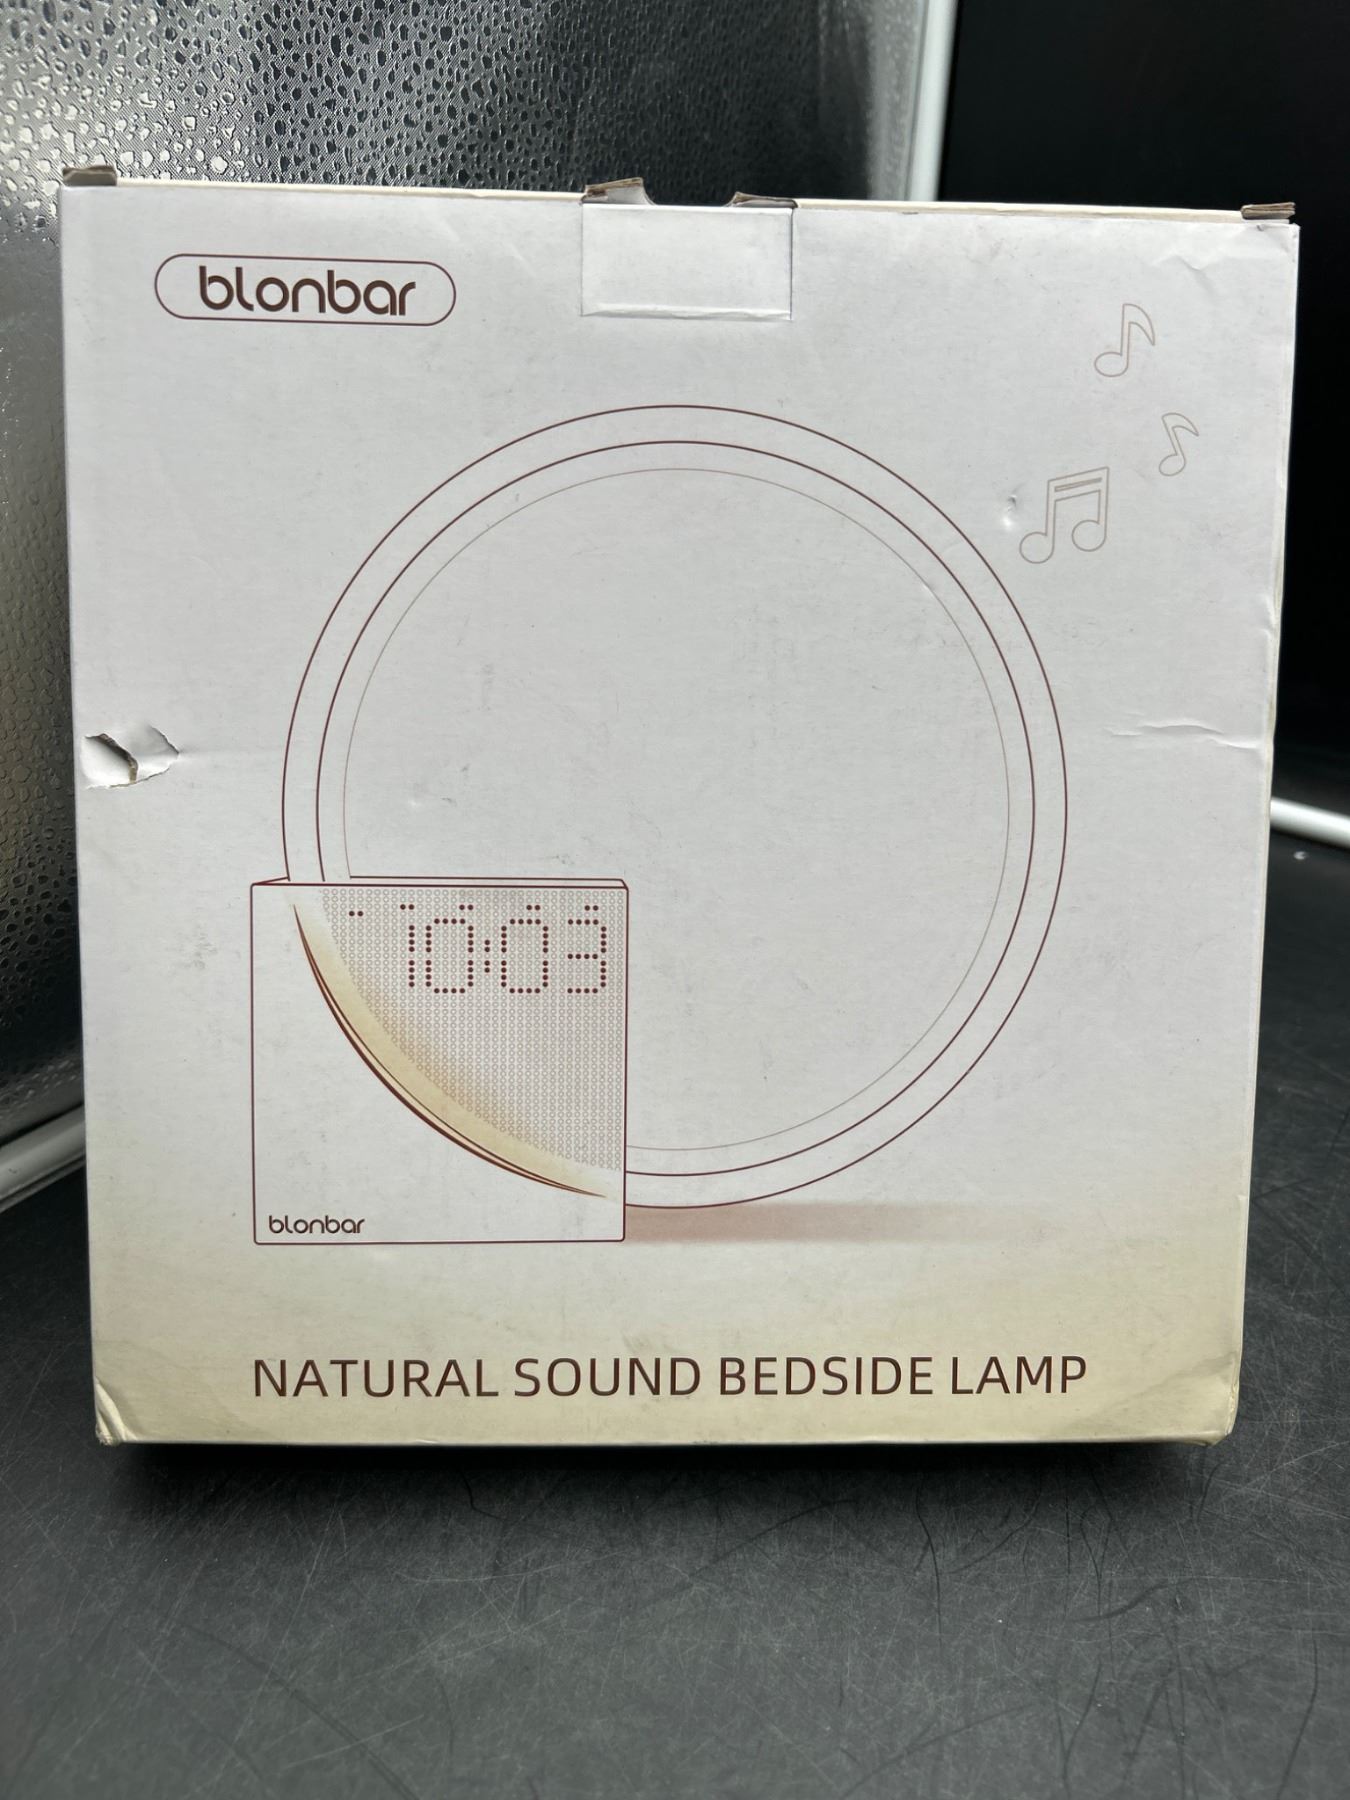 blonbar
10:03
blonbar
NATURAL SOUND BEDSIDE LAMP